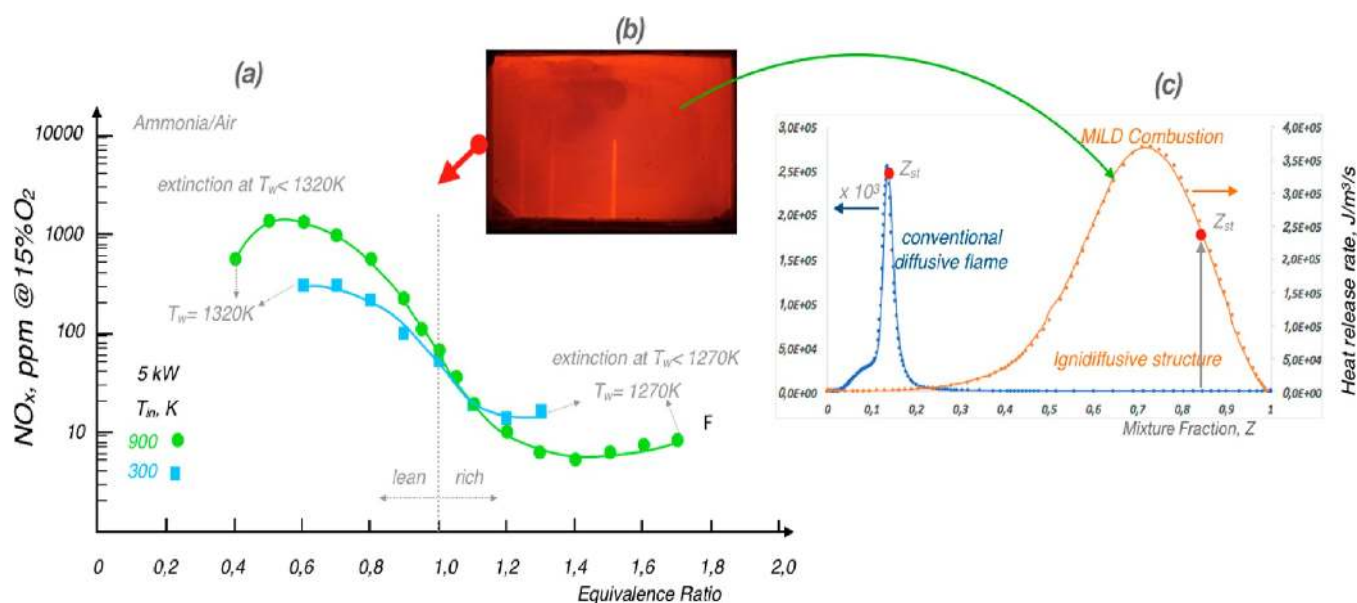 (a)
(b)
(c)
NOx, ppm @ 15%O2
10000
1000
100
10
Ammonia/Air
extinction at Tw< 1320K
Tw= 1320K
5 kW
Tin, K
900
300
extinction at Tw< 1270K
Tw= 1270K
F
lean
rich
0
0,2
0,4
0,6
0,8
1,0
1,2
1,4
1,6
1,8
2,0
Equivalence Ratio
3,0E+05
2,5E+05
2,0E+05
1,5E+05
1,0E+05
5,0E+04
0,0E+00
MILD Combustion
Zst
x 10³
conventional
diffusive flame
Zst
Ignidiffusive structure
4,0E+05
3,5E+05
3,0E+05
2,5E+05
2,0E+05
1,5E+05
1,0E+05
5,0E+04
0,0E+00
Heat release rate, J/m³/s
0
0,1
0,2
0,3
0,4
0,5
0,6
0,7
0,8
0,9
1
Mixture Fraction, Z